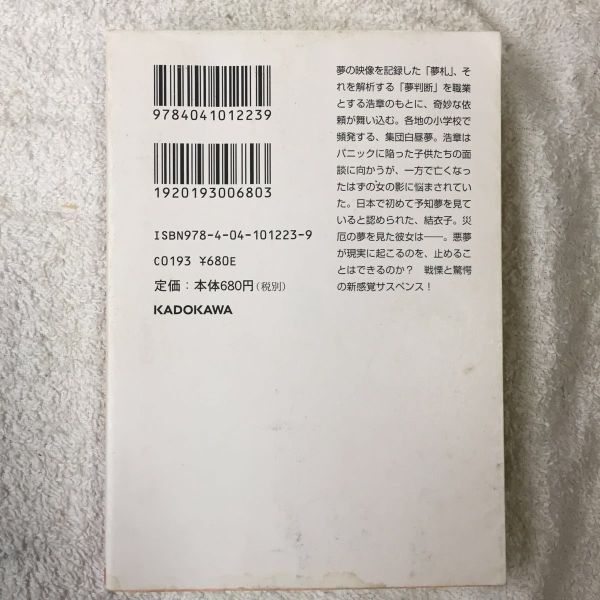 9784041012239
1920193006803
ISBN978-4-04-101223-9
C0193 ¥680E
定価：本体680円（税別）
KADOKAWA
夢の映像を記録した「夢札」、そ
れを解析する「夢判断」を職業
とする浩章のもとに、奇妙な依
頼が舞い込む。各地の小学校で
頻発する、集団白昼夢。浩章は
パニックに陥った子供たちの面
談に向かうが、一方で亡くなっ
たはずの女の影に悩まされてい
た。日本で初めて予知夢を見て
いると認められた、結衣子。災
厄の夢を見た彼女は――。悪夢
が現実に起こるのを、止めるこ
とはできるのか？　戦慄と驚愕
の新感覚サスペンス！